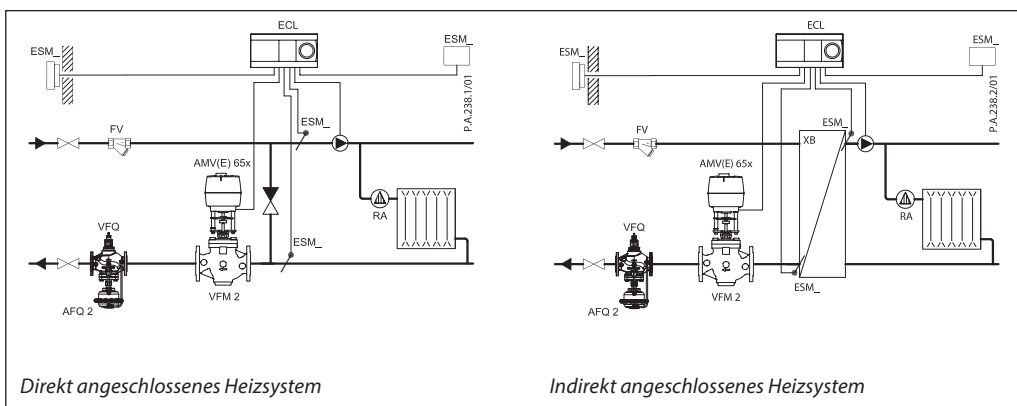 ECL
ESM_
ESM_
P.A.238.1/01
FV
ESM_
AMV(E) 65x
RA
VFQ
ESM_
AFQ 2
VFM 2
Direkt angeschlossenes Heizsystem
ECL
ESM_
ESM_
P.A.238.2/01
FV
ESM_
XB
AMV(E) 65x
RA
VFQ
ESM_
AFQ 2
VFM 2
Indirekt angeschlossenes Heizsystem